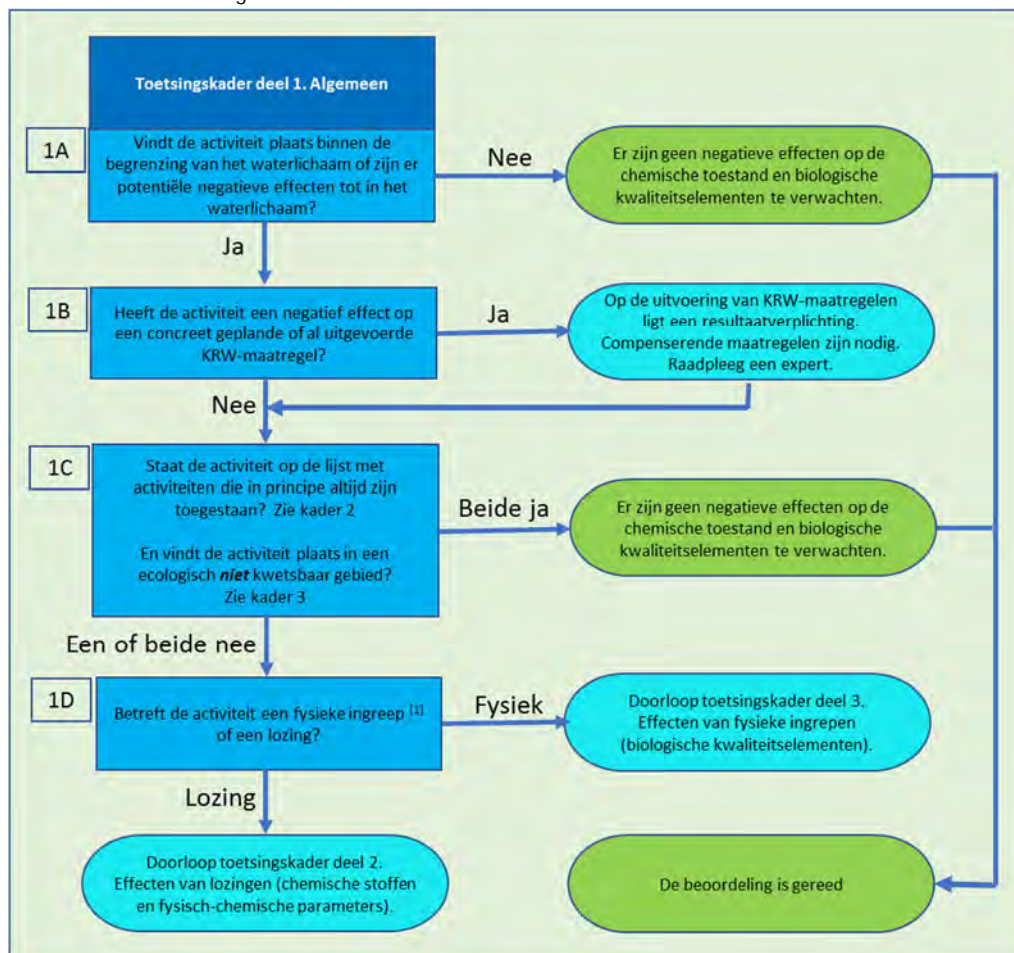 Toetsingskader deel 1. Algemeen
1A
Vindt de activiteit plaats binnen de
begrenzing van het waterlichaam of zijn er
potentiële negatieve effecten tot in het
waterlichaam?
Nee
Er zijn geen negatieve effecten op de
chemische toestand en biologische
kwaliteitselementen te verwachten.
Ja
1B
Heeft de activiteit een negatief effect op
een concreet geplande of al uitgevoerde
KRW-maatregel?
Ja
Op de uitvoering van KRW-maatregelen
ligt een resultaatverplichting.
Compenserende maatregelen zijn nodig.
Raadpleeg een expert.
Nee
1C
Staat de activiteit op de lijst met
activiteiten die in principe altijd zijn
toegestaan? Zie kader 2
En vindt de activiteit plaats in een
ecologisch niet kwetsbaar gebied?
Zie kader 3
Beide ja
Er zijn geen negatieve effecten op de
chemische toestand en biologische
kwaliteitselementen te verwachten.
Een of beide nee
1D
Betreft de activiteit een fysieke ingreep [1]
of een lozing?
Fysiek
Doorloop toetsingskader deel 3.
Effecten van fysieke ingrepen
(biologische kwaliteitselementen).
Lozing
Doorloop toetsingskader deel 2.
Effecten van lozingen (chemische stoffen
en fysisch-chemische parameters).
De beoordeling is gereed